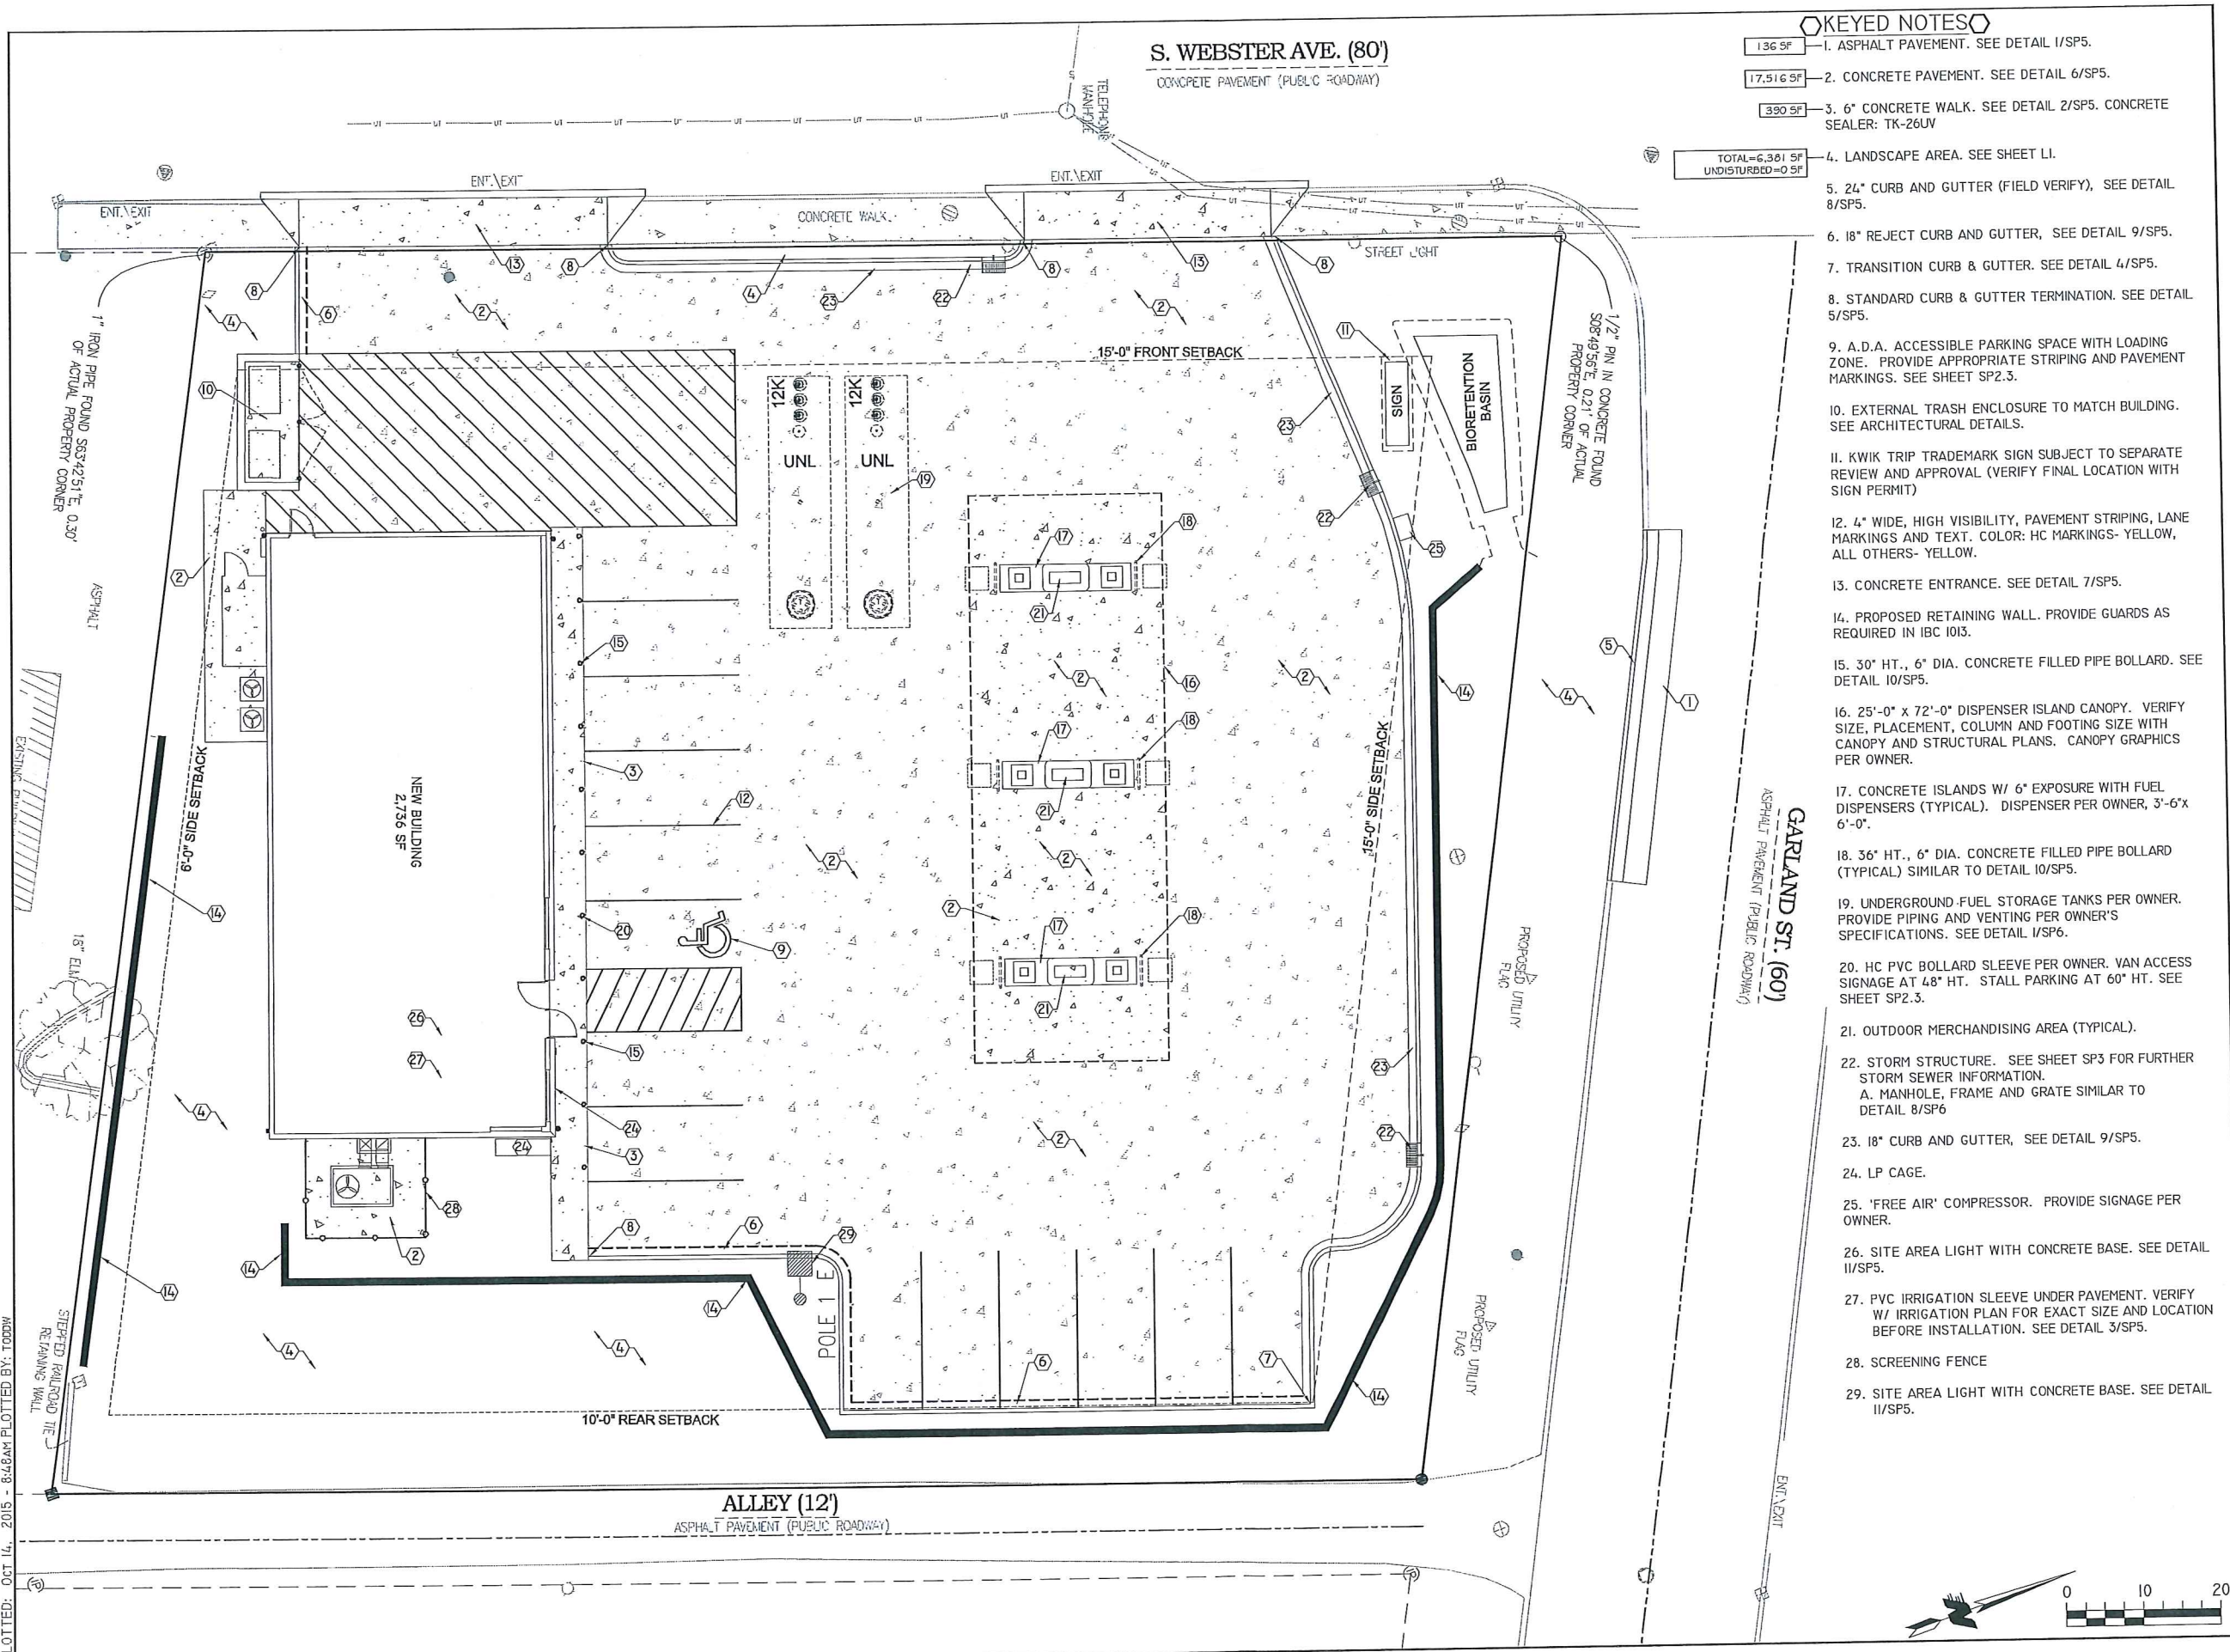 S. WEBSTER AVE. (80')
CONCRETE PAVEMENT (PUBLIC ROADWAY)
TELEPHONE
MANHOLE
ENT.\EXIT
ENT.\EXIT
ENT.\EXIT
CONCRETE WALK
STREET LIGHT
1" IRON PIPE FOUND S63°42'51"E, 0.30'
OF ACTUAL PROPERTY CORNER
1/2" PIN IN CONCRETE FOUND
S08°49'56"E, 0.21' OF ACTUAL
PROPERTY CORNER
15'-0" FRONT SETBACK
12K
12K
UNL
UNL
SIGN
BIORETENTION
BASIN
ASPHALT
EXISTING
6'-0" SIDE SETBACK
NEW BUILDING
2,736 SF
15'-0" SIDE SETBACK
18" ELM
STEPPED RAILROAD TIE
RETAINING WALL
POLE 1 E
PROPOSED UTILITY
FLAG
PROPOSED UTILITY
FLAG
10'-0" REAR SETBACK
ALLEY (12')
ASPHALT PAVEMENT (PUBLIC ROADWAY)
GARLAND ST. (60')
ASPHALT PAVEMENT (PUBLIC ROADWAY)
ENT.\EXIT
0 10 20
PLOTTED: OCT 14, 2015 - 8:48AM PLOTTED BY: TODDW
KEYED NOTES
136 SF
1. ASPHALT PAVEMENT. SEE DETAIL 1/SP5.
17,516 SF
2. CONCRETE PAVEMENT. SEE DETAIL 6/SP5.
390 SF
3. 6" CONCRETE WALK. SEE DETAIL 2/SP5. CONCRETE
SEALER: TK-26UV
TOTAL=6,381 SF
UNDISTURBED=0 SF
4. LANDSCAPE AREA. SEE SHEET L1.
5. 24" CURB AND GUTTER (FIELD VERIFY), SEE DETAIL
8/SP5.
6. 18" REJECT CURB AND GUTTER, SEE DETAIL 9/SP5.
7. TRANSITION CURB & GUTTER. SEE DETAIL 4/SP5.
8. STANDARD CURB & GUTTER TERMINATION. SEE DETAIL
5/SP5.
9. A.D.A. ACCESSIBLE PARKING SPACE WITH LOADING
ZONE. PROVIDE APPROPRIATE STRIPING AND PAVEMENT
MARKINGS. SEE SHEET SP2.3.
10. EXTERNAL TRASH ENCLOSURE TO MATCH BUILDING.
SEE ARCHITECTURAL DETAILS.
11. KWIK TRIP TRADEMARK SIGN SUBJECT TO SEPARATE
REVIEW AND APPROVAL (VERIFY FINAL LOCATION WITH
SIGN PERMIT)
12. 4" WIDE, HIGH VISIBILITY, PAVEMENT STRIPING, LANE
MARKINGS AND TEXT. COLOR: HC MARKINGS- YELLOW,
ALL OTHERS- YELLOW.
13. CONCRETE ENTRANCE. SEE DETAIL 7/SP5.
14. PROPOSED RETAINING WALL. PROVIDE GUARDS AS
REQUIRED IN IBC 1013.
15. 30" HT., 6" DIA. CONCRETE FILLED PIPE BOLLARD. SEE
DETAIL 10/SP5.
16. 25'-0" X 72'-0" DISPENSER ISLAND CANOPY. VERIFY
SIZE, PLACEMENT, COLUMN AND FOOTING SIZE WITH
CANOPY AND STRUCTURAL PLANS. CANOPY GRAPHICS
PER OWNER.
17. CONCRETE ISLANDS W/ 6" EXPOSURE WITH FUEL
DISPENSERS (TYPICAL). DISPENSER PER OWNER, 3'-6"x
6'-0".
18. 36" HT., 6" DIA. CONCRETE FILLED PIPE BOLLARD
(TYPICAL) SIMILAR TO DETAIL 10/SP5.
19. UNDERGROUND FUEL STORAGE TANKS PER OWNER.
PROVIDE PIPING AND VENTING PER OWNER'S
SPECIFICATIONS. SEE DETAIL 1/SP6.
20. HC PVC BOLLARD SLEEVE PER OWNER. VAN ACCESS
SIGNAGE AT 48" HT. STALL PARKING AT 60" HT. SEE
SHEET SP2.3.
21. OUTDOOR MERCHANDISING AREA (TYPICAL).
22. STORM STRUCTURE. SEE SHEET SP3 FOR FURTHER
STORM SEWER INFORMATION.
A. MANHOLE, FRAME AND GRATE SIMILAR TO
DETAIL 8/SP6
23. 18" CURB AND GUTTER, SEE DETAIL 9/SP5.
24. LP CAGE.
25. 'FREE AIR' COMPRESSOR. PROVIDE SIGNAGE PER
OWNER.
26. SITE AREA LIGHT WITH CONCRETE BASE. SEE DETAIL
11/SP5.
27. PVC IRRIGATION SLEEVE UNDER PAVEMENT. VERIFY
W/ IRRIGATION PLAN FOR EXACT SIZE AND LOCATION
BEFORE INSTALLATION. SEE DETAIL 3/SP5.
28. SCREENING FENCE
29. SITE AREA LIGHT WITH CONCRETE BASE. SEE DETAIL
11/SP5.